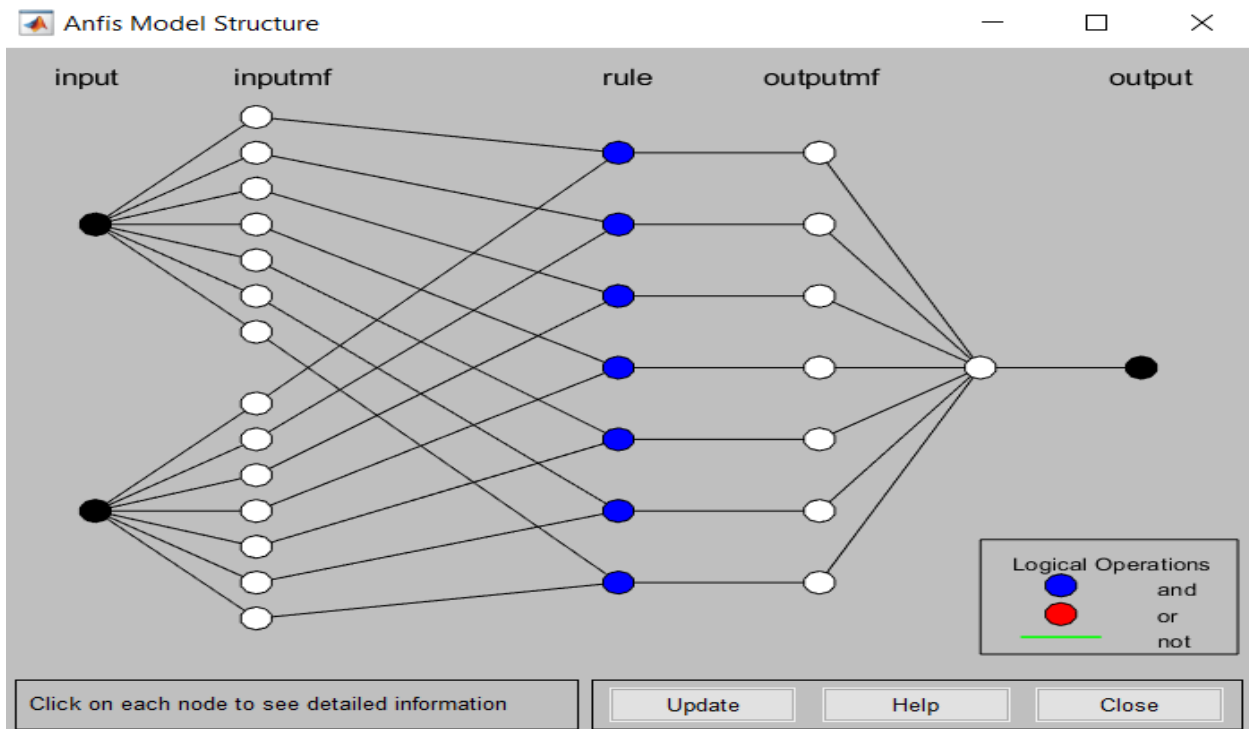 Anfis Model Structure
input inputmf rule outputmf output
Logical Operations
and
or
not
Click on each node to see detailed information
Update Help Close